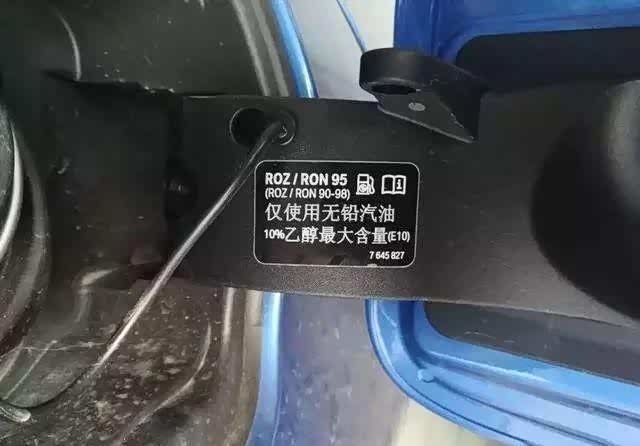 ROZ / RON 95
(ROZ / RON 90-98)
仅使用无铅汽油
10%乙醇最大含量(E10)
7 645 827